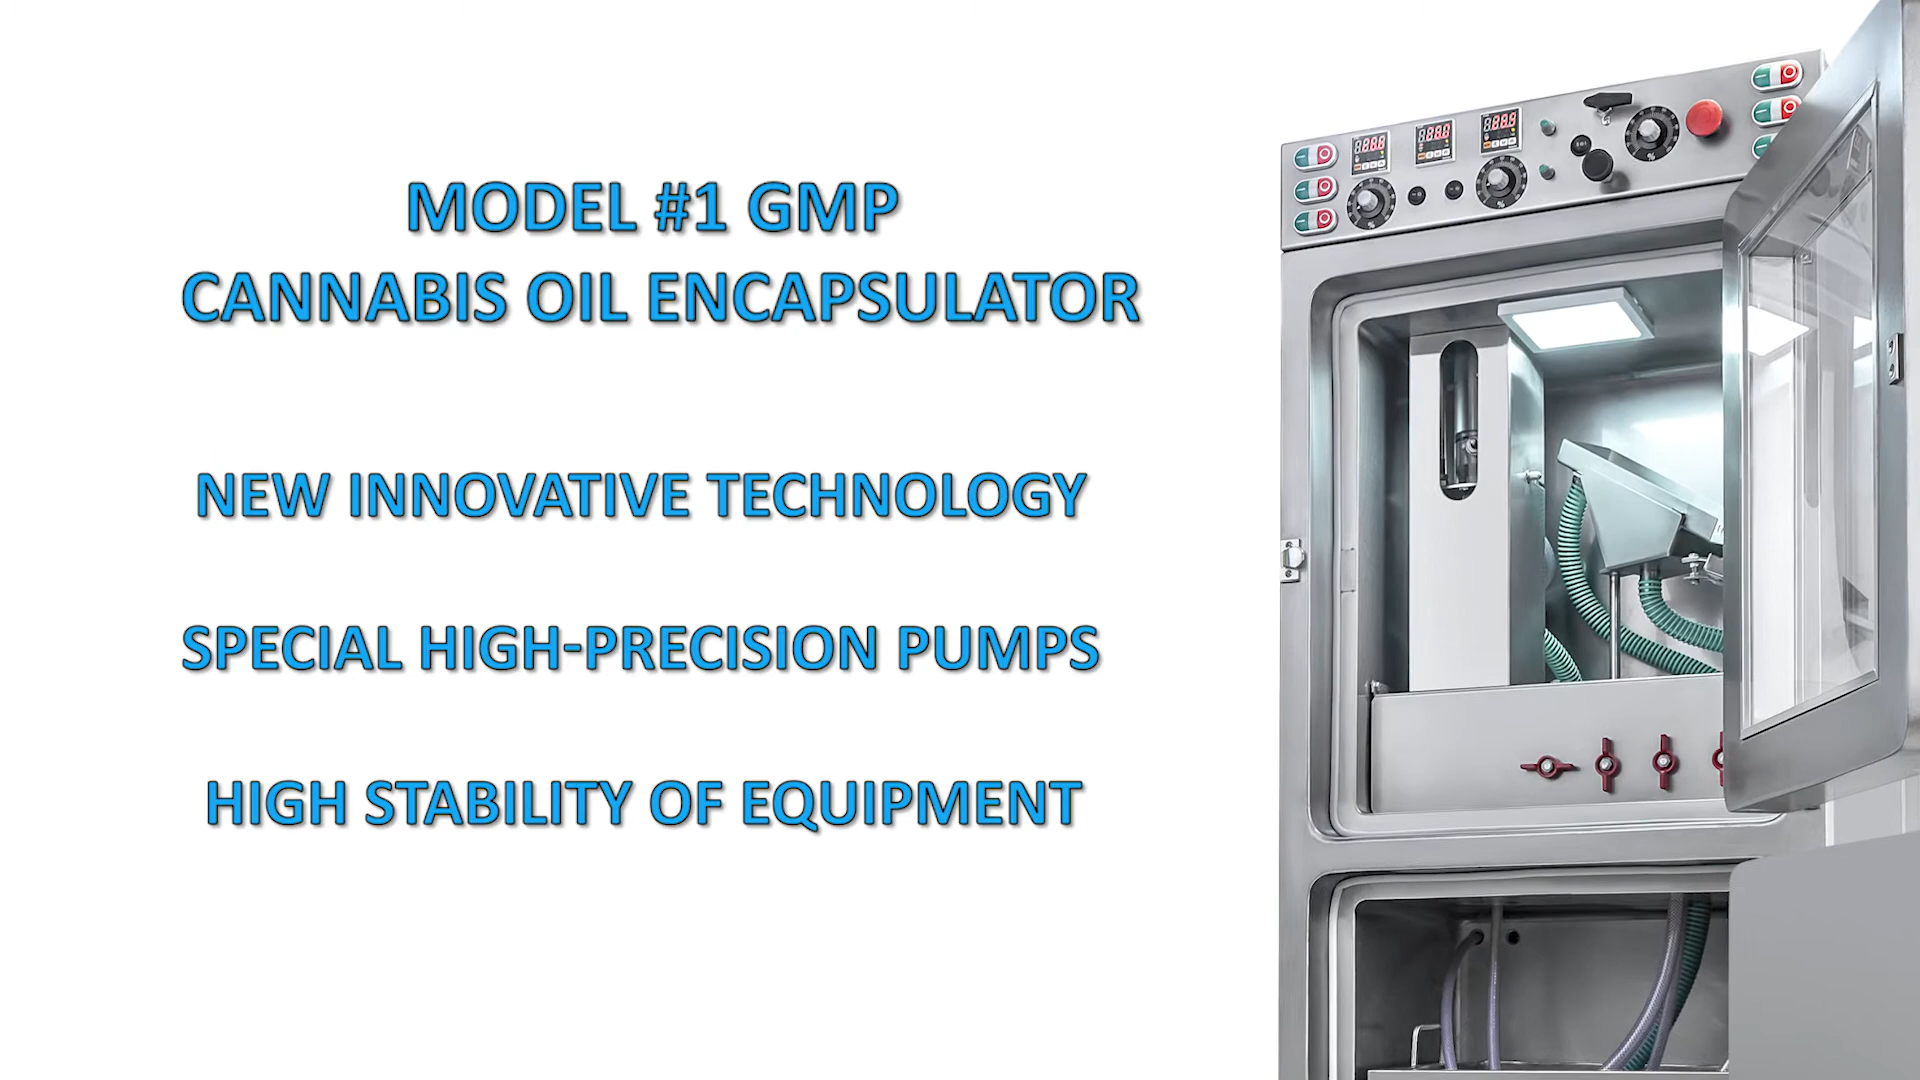 MODEL #1 GMP
CANNABIS OIL ENCAPSULATOR
NEW INNOVATIVE TECHNOLOGY
SPECIAL HIGH-PRECISION PUMPS
HIGH STABILITY OF EQUIPMENT